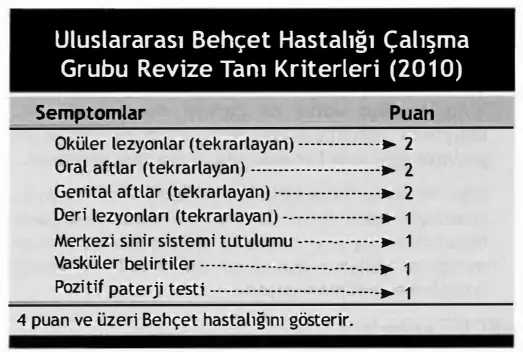 Uluslararası Behçet Hastalığı Çalışma
Grubu Revize Tanı Kriterleri (2010)
Semptomlar Puan
Oküler lezyonlar (tekrarlayan) 2
Oral aftlar (tekrarlayan) 2
Genital aftlar (tekrarlayan) 2
Deri lezyonları (tekrarlayan) 1
Merkezi sinir sistemi tutulumu 1
Vasküler belirtiler 1
Pozitif paterji testi 1
4 puan ve üzeri Behçet hastalığını gösterir.